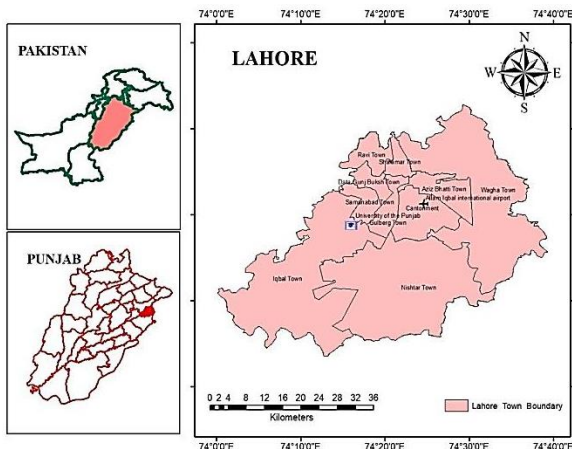 74°0'0"E 74°10'0"E 74°20'0"E 74°30'0"E 74°40'0"E
PAKISTAN
LAHORE
N
W E
S
Ravi Town
Shalimar Town
Data Gunj Buksh Town
Aziz Bhatti Town
Wagha Town
Alam Iqbal international airport
Samanabad Town
Cantonment
University of the Punjab
Gulberg Town
PUNJAB
Iqbal Town
Nishtar Town
0 2 4 8 12 16 20 24 28 32 36
Kilometers
Lahore Town Boundary
74°0'0"E 74°10'0"E 74°20'0"E 74°30'0"E 74°40'0"E